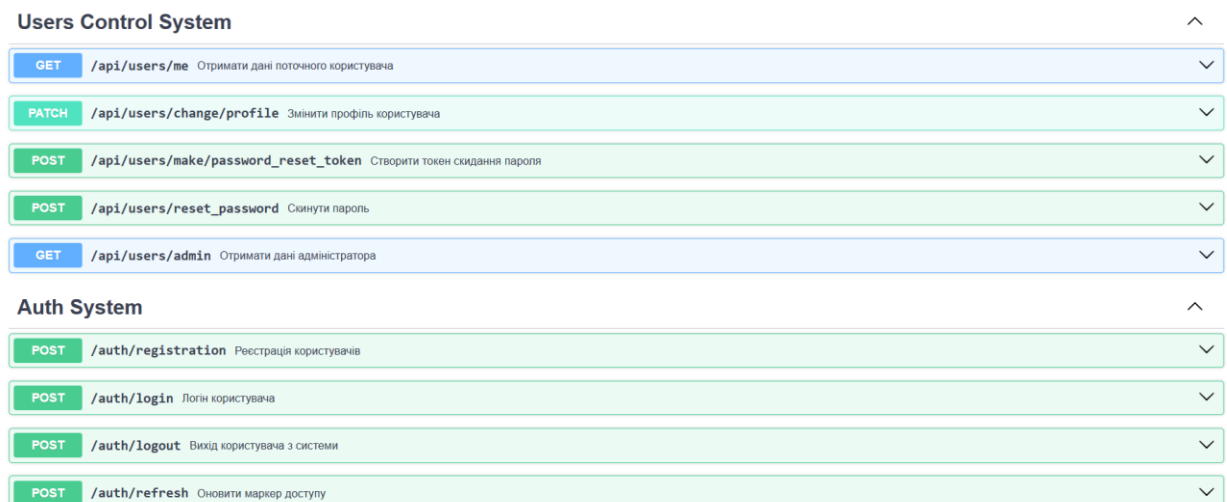 Users Control System
GET /api/users/me Отримати дані поточного користувача
PATCH /api/users/change/profile Змінити профіль користувача
POST /api/users/make/password_reset_token Створити токен скидання пароля
POST /api/users/reset_password Скинути пароль
GET /api/users/admin Отримати дані адміністратора
Auth System
POST /auth/registration Реєстрація користувачів
POST /auth/login Логін користувача
POST /auth/logout Вихід користувача з системи
POST /auth/refresh Оновити маркер доступу